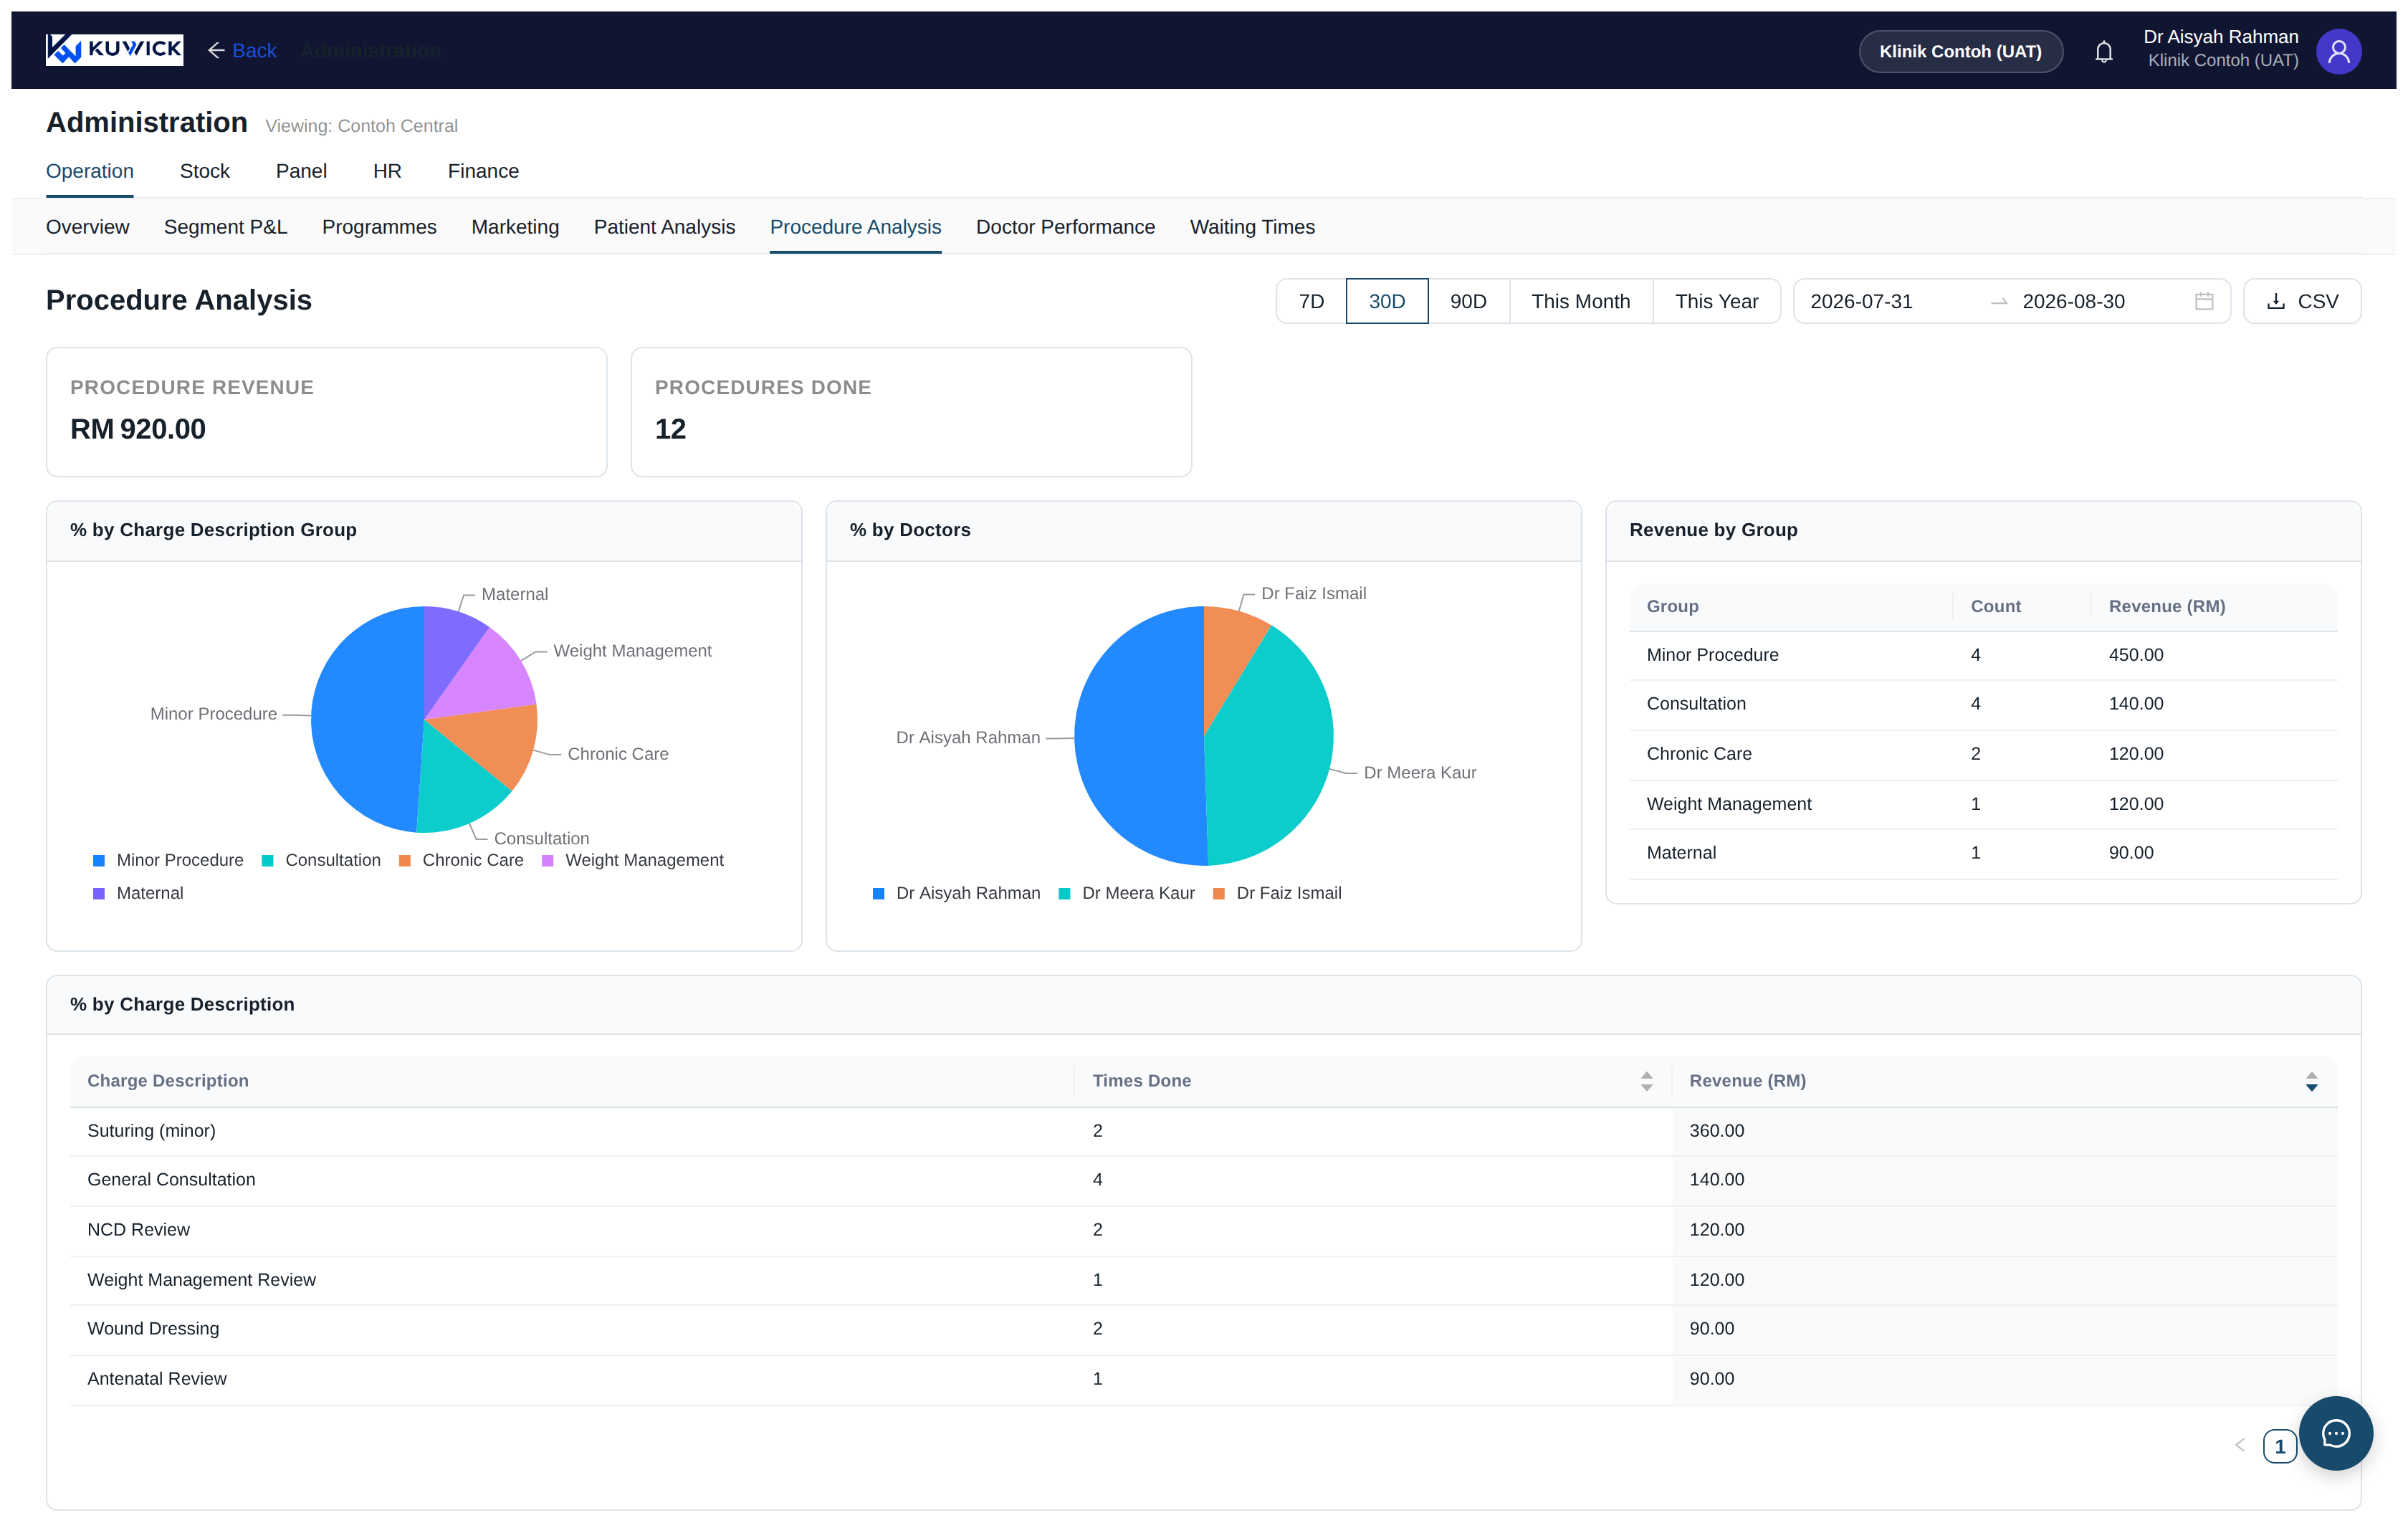 KUWICK
Back
Administration
Klinik Contoh (UAT)
Dr Aisyah Rahman
Klinik Contoh (UAT)
Administration
Viewing: Contoh Central
Operation Stock Panel HR Finance
Overview Segment P&L Programmes Marketing Patient Analysis Procedure Analysis Doctor Performance Waiting Times
Procedure Analysis
7D 30D 90D This Month This Year
2026-07-31 2026-08-30
CSV
PROCEDURE REVENUE
RM 920.00
PROCEDURES DONE
12
% by Charge Description Group
Maternal
Weight Management
Minor Procedure
Chronic Care
Consultation
Minor Procedure Consultation Chronic Care Weight Management
Maternal
% by Doctors
Dr Faiz Ismail
Dr Aisyah Rahman
Dr Meera Kaur
Dr Aisyah Rahman Dr Meera Kaur Dr Faiz Ismail
Revenue by Group
Group Count Revenue (RM)
Minor Procedure 4 450.00
Consultation 4 140.00
Chronic Care 2 120.00
Weight Management 1 120.00
Maternal 1 90.00
% by Charge Description
Charge Description Times Done Revenue (RM)
Suturing (minor) 2 360.00
General Consultation 4 140.00
NCD Review 2 120.00
Weight Management Review 1 120.00
Wound Dressing 2 90.00
Antenatal Review 1 90.00
1